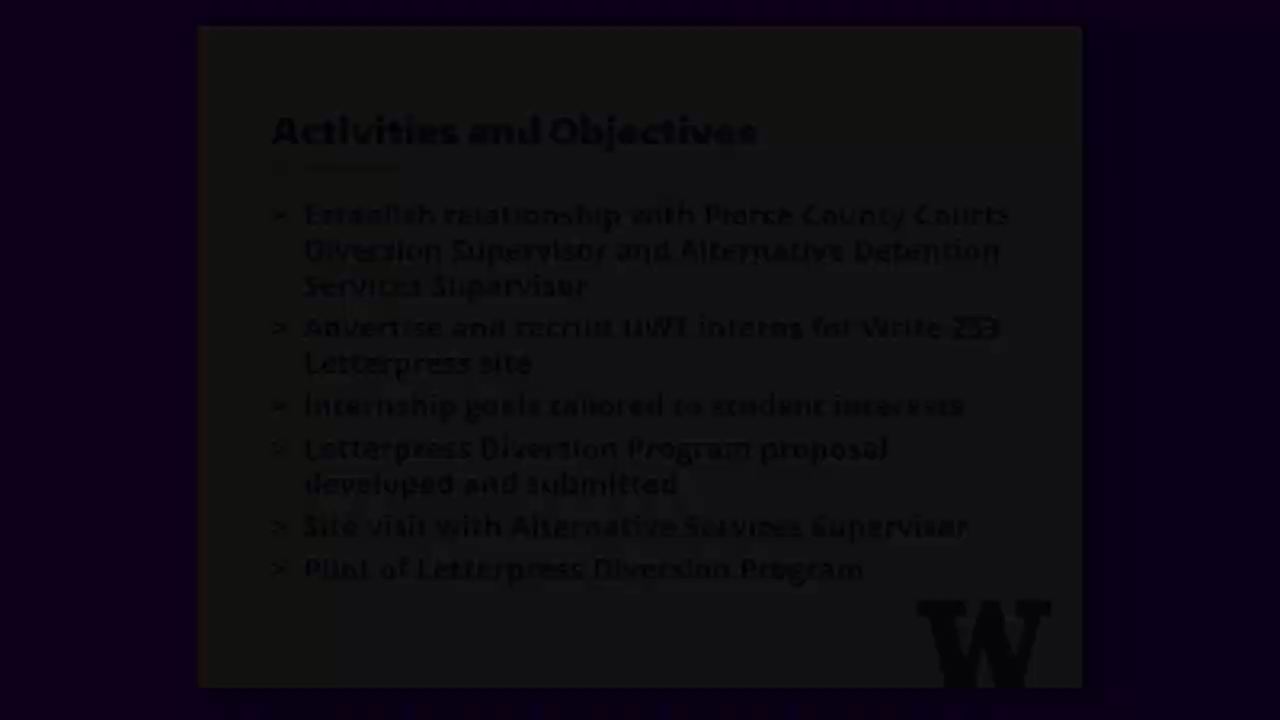 Activities and Objectives
> Establish relationship with Pierce County Courts
Diversion Supervisor and Alternative Detention
Services Supervisor
> Advertise and recruit UWT interns for Write 253
Letterpress site
> Internship goals tailored to student interests
> Letterpress Diversion Program proposal
developed and submitted
> Site visit with Alternative Services Supervisor
> Pilot of Letterpress Diversion Program
W